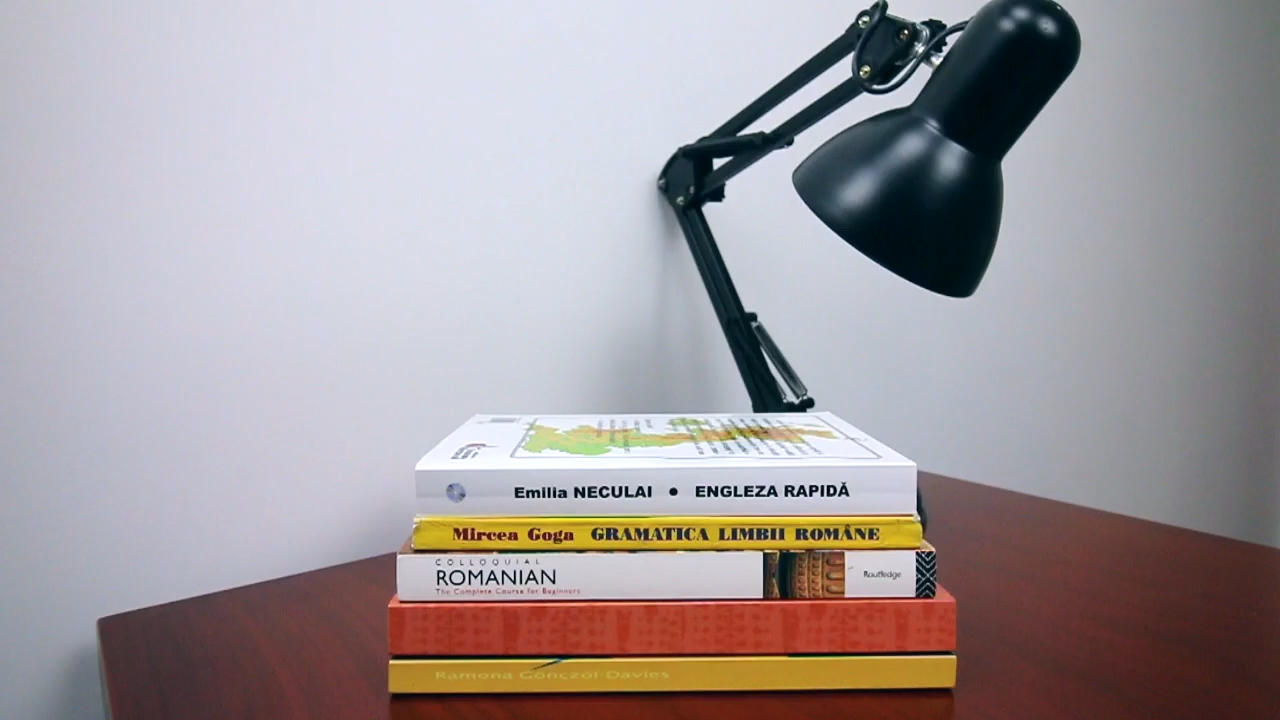 Emilia NECULAI • ENGLEZA RAPIDĂ
Mircea Goga GRAMATICA LIMBII ROMÂNE
COLLOQUIAL
ROMANIAN
The Complete Course for Beginners
Routledge
Ramona Gönczöl-Davies